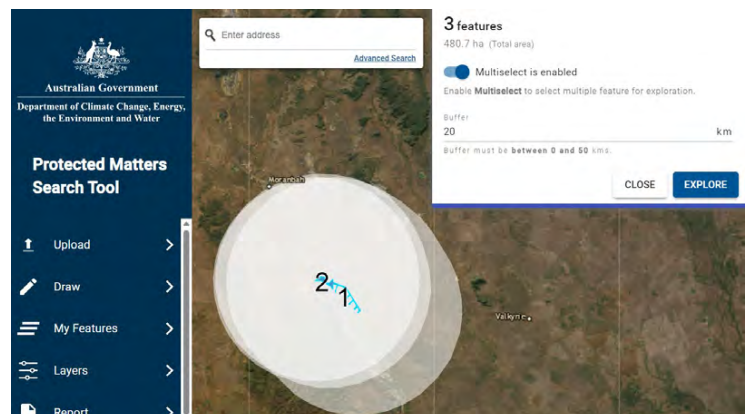 Australian Government
Department of Climate Change, Energy,
the Environment and Water
Protected Matters
Search Tool
Upload
Draw
My Features
Layers
Report
Enter address
Advanced Search
Moranbah
2
1
Valkyrie
3 features
480.7 ha (Total area)
Multiselect is enabled
Enable Multiselect to select multiple feature for exploration.
Buffer
20 km
Buffer must be between 0 and 50 kms.
CLOSE EXPLORE